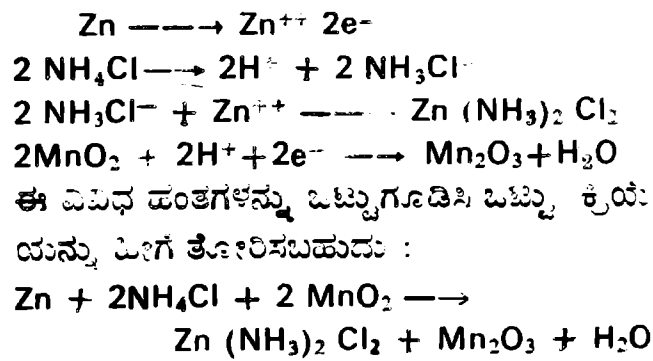 Zn ———→ Zn⁺⁺ 2e⁻
2 NH₄Cl —→ 2H⁺ + 2 NH₃Cl
2 NH₃Cl⁻ + Zn⁺⁺ —— Zn (NH₃)₂ Cl₂
2MnO₂ + 2H⁺+2e⁻ —→ Mn₂O₃+H₂O
ಈ ವಿವಿಧ ಹಂತಗಳನ್ನು ಒಟ್ಟುಗೂಡಿಸಿ ಒಟ್ಟು ಕ್ರಿಯೆ
ಯನ್ನು ಹೀಗೆ ತೋರಿಸಬಹುದು :
Zn + 2NH₄Cl + 2 MnO₂ —→
Zn (NH₃)₂ Cl₂ + Mn₂O₃ + H₂O